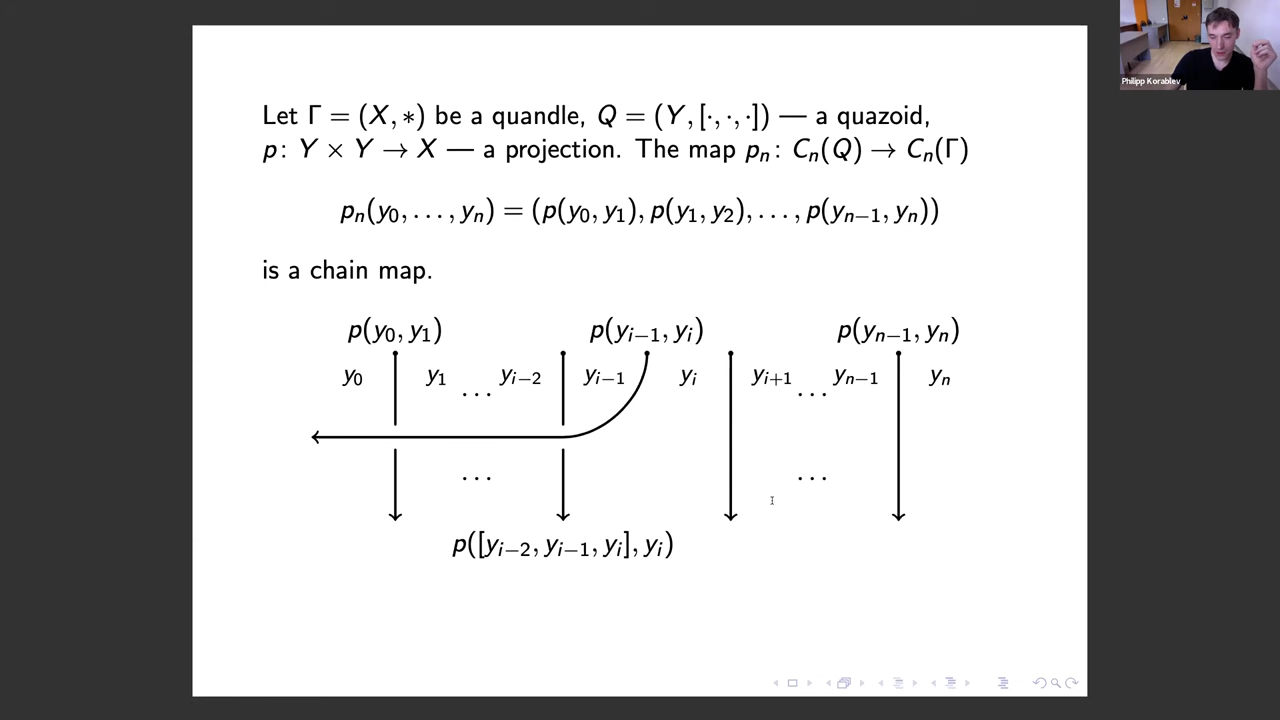 Let Γ = (X, ∗) be a quandle, Q = (Y, [·, ·, ·]) — a quazoid,
p: Y × Y → X — a projection. The map pₙ: Cₙ(Q) → Cₙ(Γ)
pₙ(y₀, . . . , yₙ) = (p(y₀, y₁), p(y₁, y₂), . . . , p(yₙ₋₁, yₙ))
is a chain map.
p(y₀, y₁) p(yᵢ₋₁, yᵢ) p(yₙ₋₁, yₙ)
y₀ y₁ . . . yᵢ₋₂ yᵢ₋₁ yᵢ yᵢ₊₁ . . . yₙ₋₁ yₙ
. . . . . .
p([yᵢ₋₂, yᵢ₋₁, yᵢ], yᵢ)
Philipp Korablev